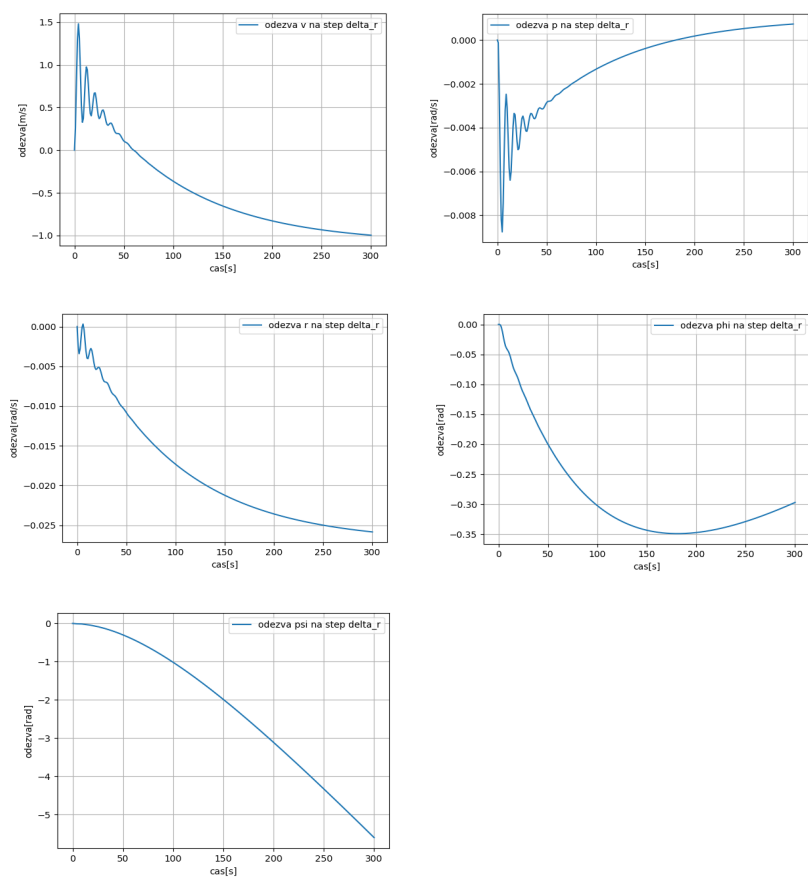 odezva v na step delta_r
1.5
1.0
0.5
0.0
−0.5
−1.0
odezva[m/s]
0 50 100 150 200 250 300
cas[s]
odezva p na step delta_r
0.000
−0.002
−0.004
−0.006
−0.008
odezva[rad/s]
0 50 100 150 200 250 300
cas[s]
odezva r na step delta_r
0.000
−0.005
−0.010
−0.015
−0.020
−0.025
odezva[rad/s]
0 50 100 150 200 250 300
cas[s]
odezva phi na step delta_r
0.00
−0.05
−0.10
−0.15
−0.20
−0.25
−0.30
−0.35
odezva[rad]
0 50 100 150 200 250 300
cas[s]
odezva psi na step delta_r
0
−1
−2
−3
−4
−5
odezva[rad]
0 50 100 150 200 250 300
cas[s]